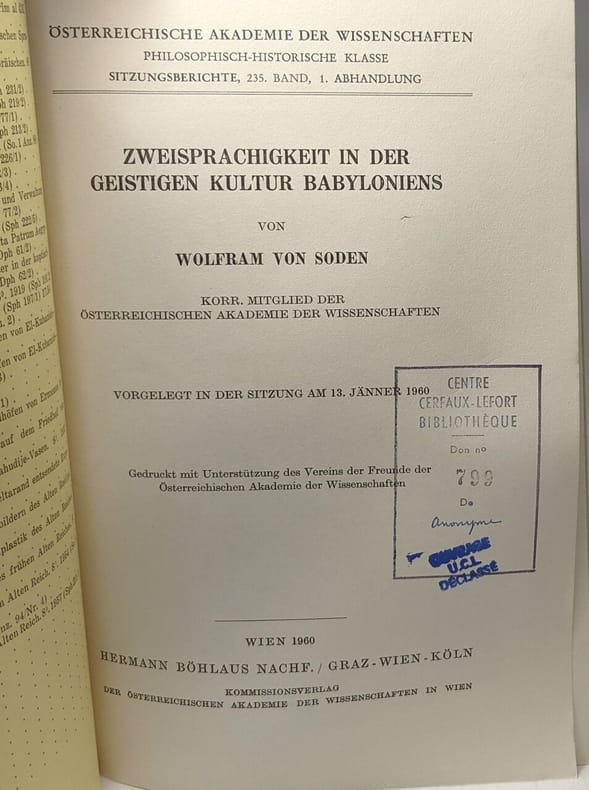 ÖSTERREICHISCHE AKADEMIE DER WISSENSCHAFTEN
PHILOSOPHISCH-HISTORISCHE KLASSE
SITZUNGSBERICHTE, 235. BAND, 1. ABHANDLUNG
ZWEISPRACHIGKEIT IN DER
GEISTIGEN KULTUR BABYLONIENS
VON
WOLFRAM VON SODEN
KORR. MITGLIED DER
ÖSTERREICHISCHEN AKADEMIE DER WISSENSCHAFTEN
VORGELEGT IN DER SITZUNG AM 13. JÄNNER 1960
Gedruckt mit Unterstützung des Vereins der Freunde der
Österreichischen Akademie der Wissenschaften
CENTRE
CERFAUX-LEFORT
BIBLIOTHÈQUE
Don nº
799
De
Anonyme
OUVRAGE
U.C.L.
DÉCLASSÉ
WIEN 1960
HERMANN BÖHLAUS NACHF. / GRAZ-WIEN-KÖLN
KOMMISSIONSVERLAG
DER ÖSTERREICHISCHEN AKADEMIE DER WISSENSCHAFTEN IN WIEN